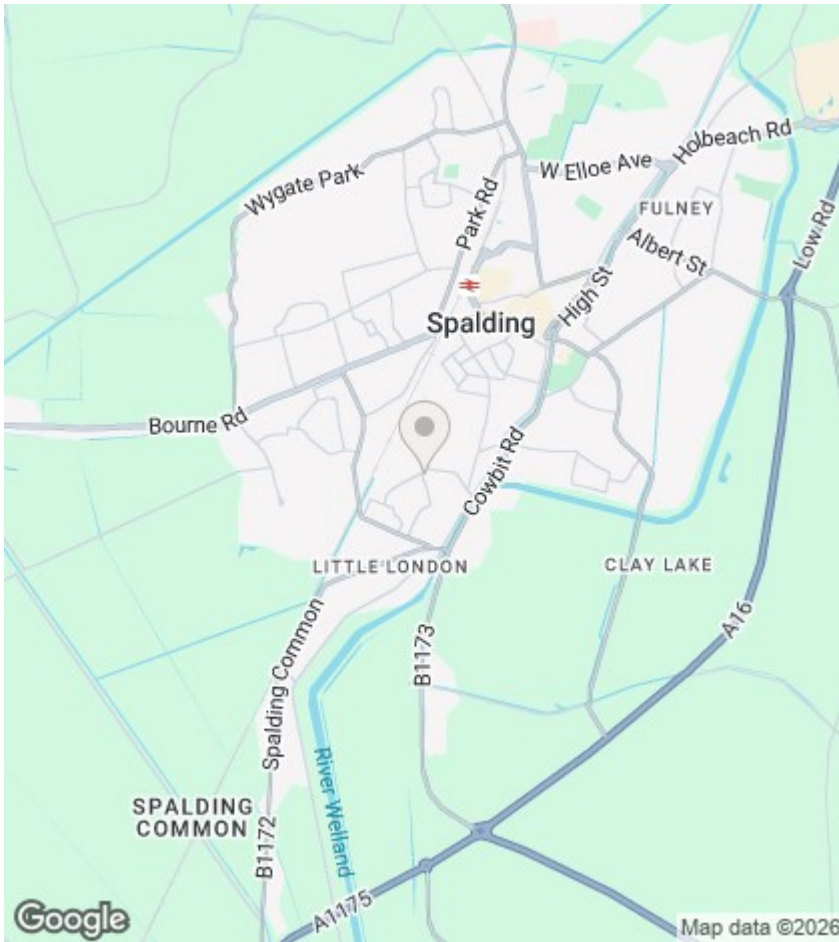 Wygate Park
Park Rd
W Elloe Ave
Holbeach Rd
FULNEY
Albert St
Low Rd
High St
Spalding
Bourne Rd
Cowbit Rd
LITTLE LONDON
CLAY LAKE
A16
B1173
Spalding Common
River Welland
SPALDING
COMMON
B1172
A1175
Google
Map data ©2026